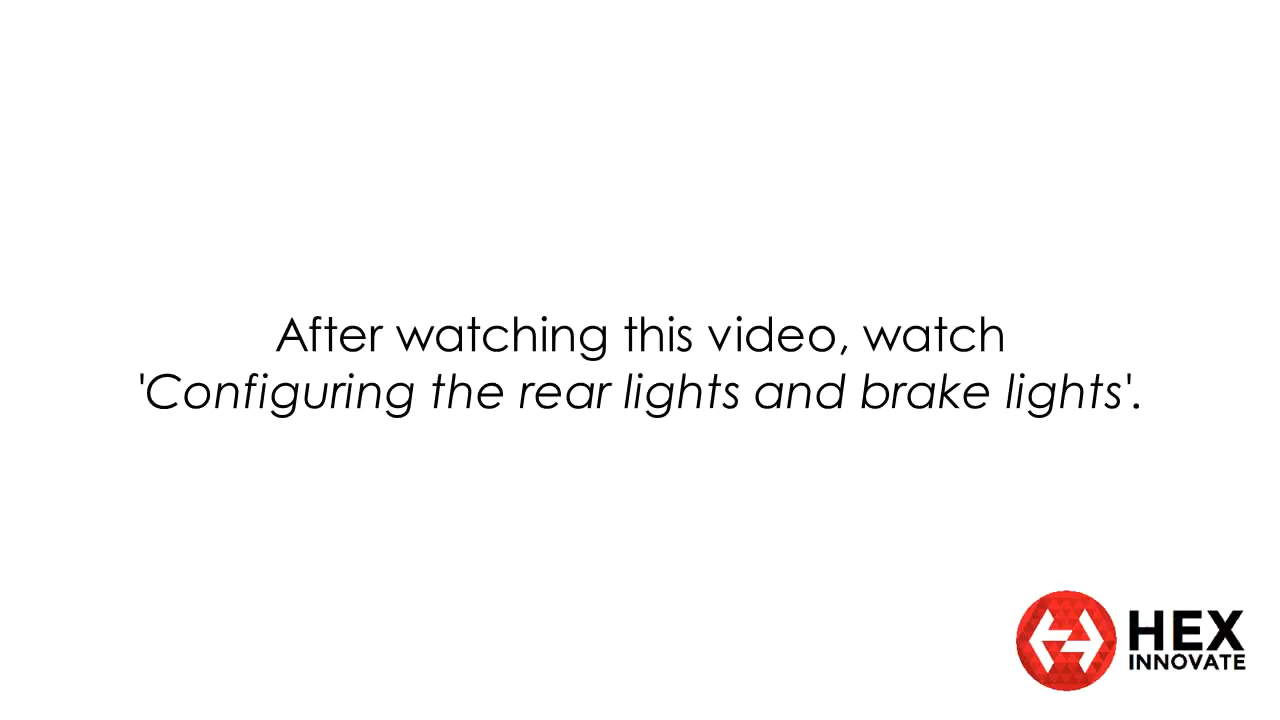 After watching this video, watch
'Configuring the rear lights and brake lights'.
HEX
INNOVATE